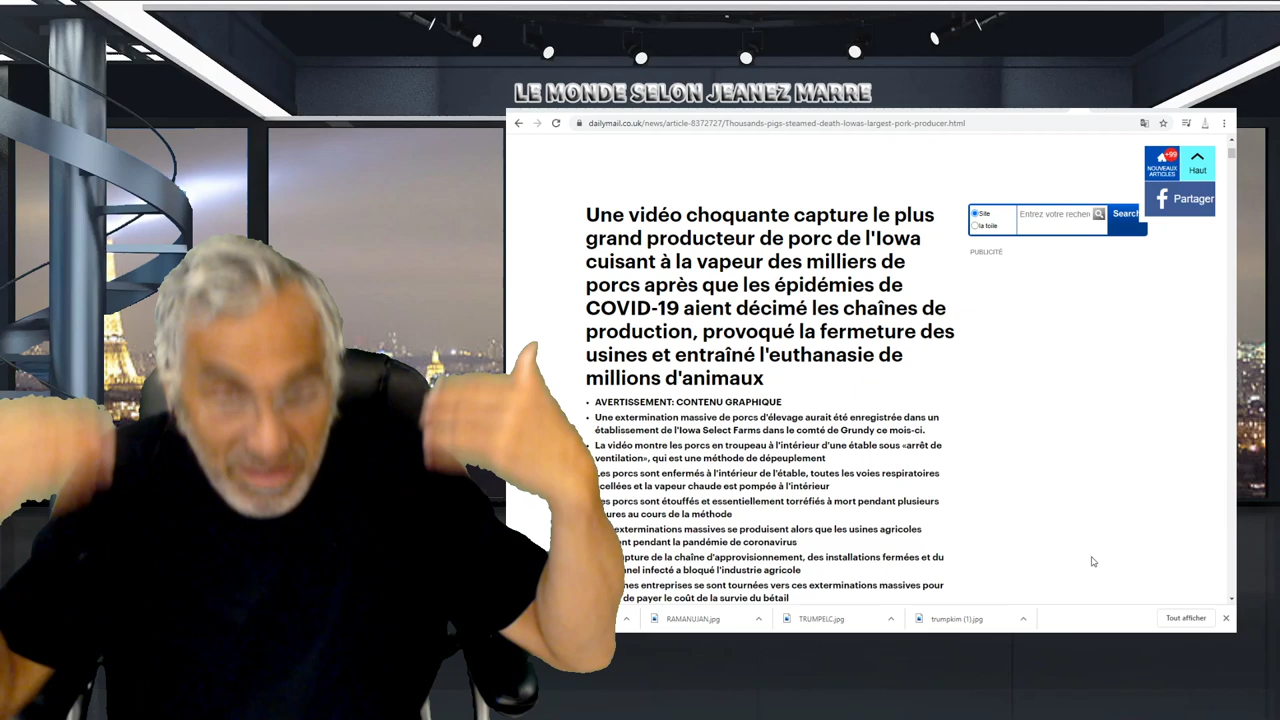 LE MONDE SELON JEANEZ MARRE
dailymail.co.uk/news/article-8372727/Thousands-pigs-steamed-death-Iowas-largest-pork-producer.html
+99
NOUVEAUX
ARTICLES
Haut
Partager
Site
la toile
Entrez votre recher
Search
PUBLICITÉ
Une vidéo choquante capture le plus
grand producteur de porc de l'Iowa
cuisant à la vapeur des milliers de
porcs après que les épidémies de
COVID-19 aient décimé les chaînes de
production, provoqué la fermeture des
usines et entraîné l'euthanasie de
millions d'animaux
• AVERTISSEMENT: CONTENU GRAPHIQUE
• Une extermination massive de porcs d'élevage aurait été enregistrée dans un
établissement de l'Iowa Select Farms dans le comté de Grundy ce mois-ci.
La vidéo montre les porcs en troupeau à l'intérieur d'une étable sous «arrêt de
ventilation», qui est une méthode de dépeuplement
Les porcs sont enfermés à l'intérieur de l'étable, toutes les voies respiratoires
cellées et la vapeur chaude est pompée à l'intérieur
es porcs sont étouffés et essentiellement torréfiés à mort pendant plusieurs
ures au cours de la méthode
exterminations massives se produisent alors que les usines agricoles
ent pendant la pandémie de coronavirus
upture de la chaîne d'approvisionnement, des installations fermées et du
nnel infecté a bloqué l'industrie agricole
nes entreprises se sont tournées vers ces exterminations massives pour
de payer le coût de la survie du bétail
RAMANUJAN.jpg
TRUMPELC.jpg
trumpkim (1).jpg
Tout afficher